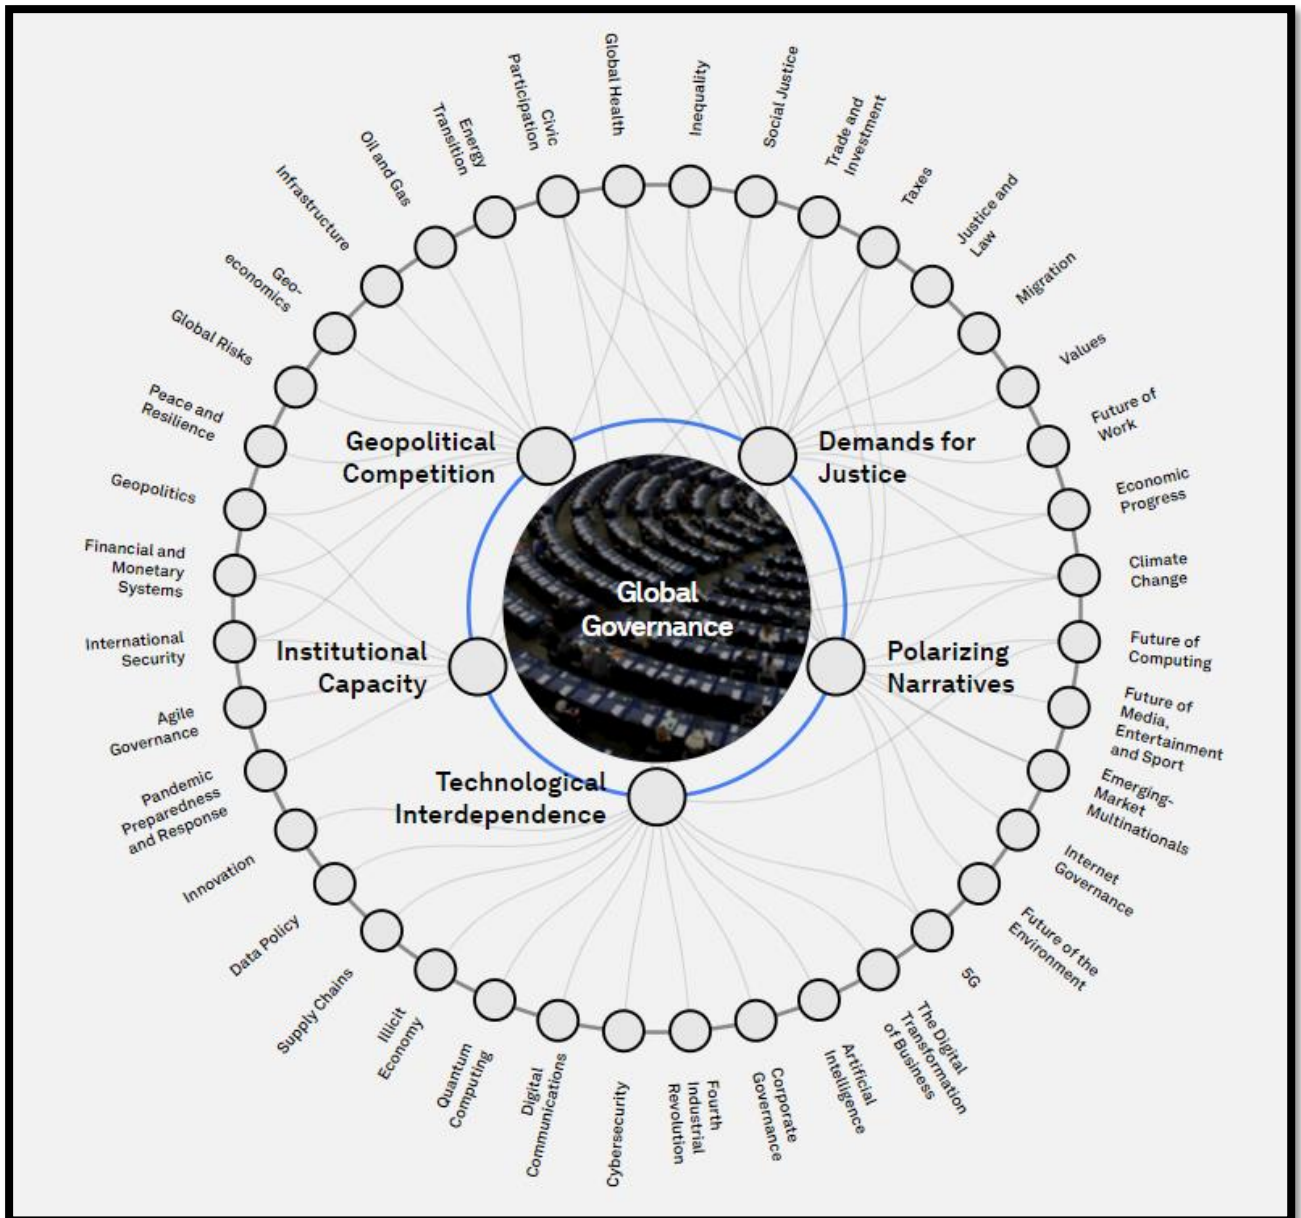 Global
Governance
Geopolitical
Competition
Demands for
Justice
Institutional
Capacity
Polarizing
Narratives
Technological
Interdependence
Global Health
Inequality
Social Justice
Trade and
Investment
Taxes
Justice and
Law
Migration
Values
Future of
Work
Economic
Progress
Climate
Change
Future of
Computing
Future of
Media,
Entertainment
and Sport
Emerging-
Market
Multinationals
Internet
Governance
Future of the
Environment
5G
The Digital
Transformation
of Business
Artificial
Intelligence
Corporate
Governance
Fourth
Industrial
Revolution
Cybersecurity
Digital
Communications
Quantum
Computing
Illicit
Economy
Supply Chains
Data Policy
Innovation
Pandemic
Preparedness
and Response
Agile
Governance
International
Security
Financial and
Monetary
Systems
Geopolitics
Peace and
Resilience
Global Risks
Geo-
economics
Infrastructure
Oil and Gas
Energy
Transition
Civic
Participation